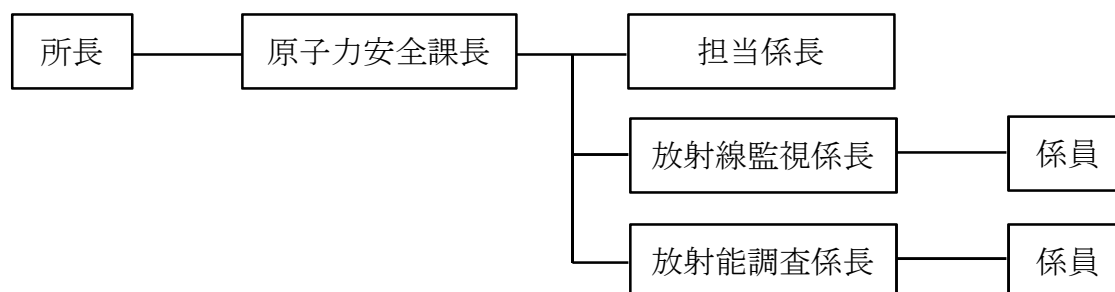 所長
原子力安全課長
担当係長
放射線監視係長
係員
放射能調査係長
係員